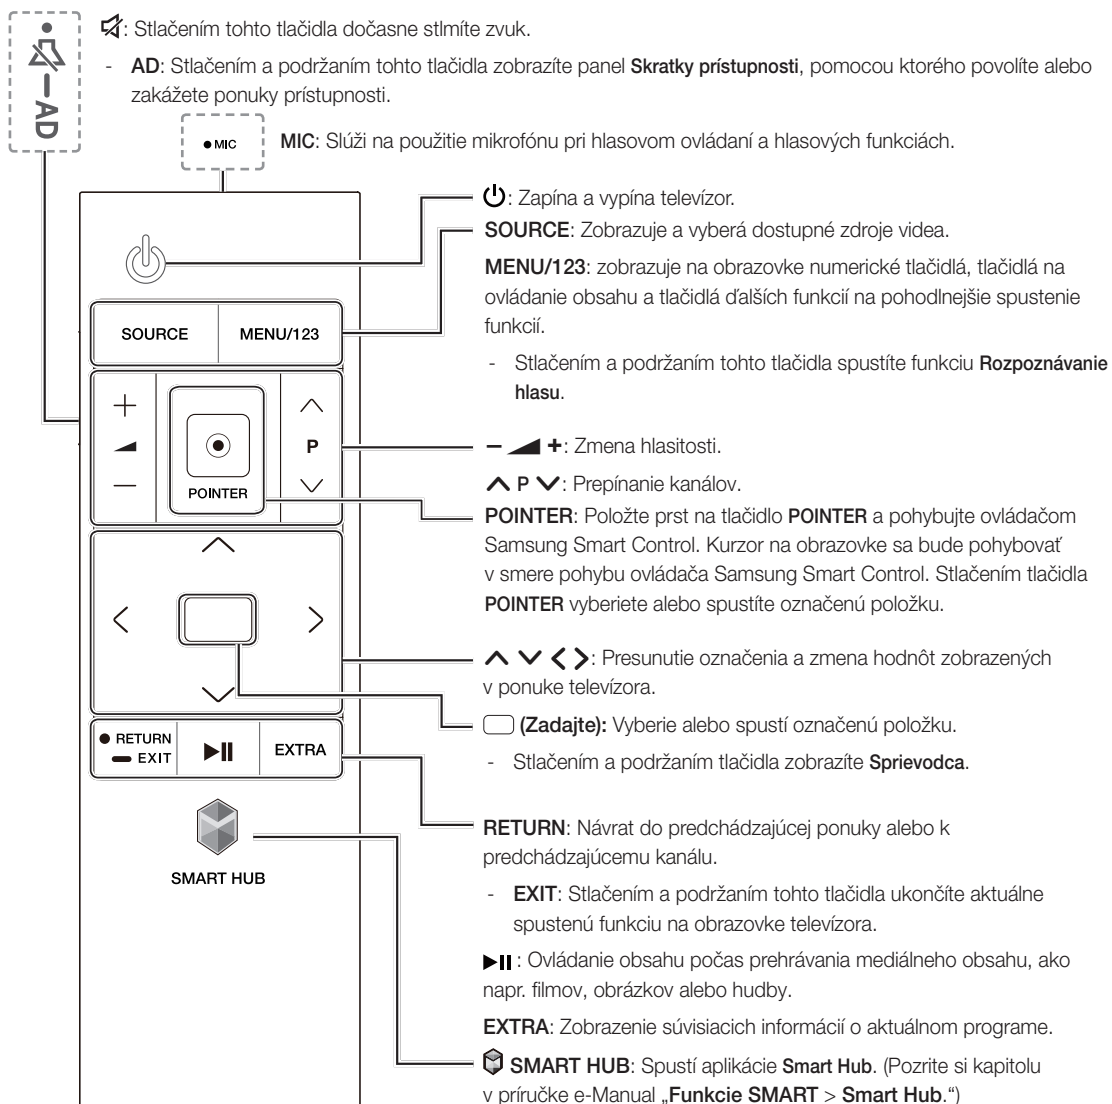 : Stlačením tohto tlačidla dočasne stlmíte zvuk.
- AD: Stlačením a podržaním tohto tlačidla zobrazíte panel Skratky prístupnosti, pomocou ktorého povolíte alebo
zakážete ponuky prístupnosti.
AD
MIC
MIC: Slúži na použitie mikrofónu pri hlasovom ovládaní a hlasových funkciách.
: Zapína a vypína televízor.
SOURCE: Zobrazuje a vyberá dostupné zdroje videa.
MENU/123: zobrazuje na obrazovke numerické tlačidlá, tlačidlá na
ovládanie obsahu a tlačidlá ďalších funkcií na pohodlnejšie spustenie
funkcií.
- Stlačením a podržaním tohto tlačidla spustíte funkciu Rozpoznávanie
hlasu.
SOURCE
MENU/123
P
POINTER
− +: Zmena hlasitosti.
P : Prepínanie kanálov.
POINTER: Položte prst na tlačidlo POINTER a pohybujte ovládačom
Samsung Smart Control. Kurzor na obrazovke sa bude pohybovať
v smere pohybu ovládača Samsung Smart Control. Stlačením tlačidla
POINTER vyberiete alebo spustíte označenú položku.
: Presunutie označenia a zmena hodnôt zobrazených
v ponuke televízora.
(Zadajte): Vyberie alebo spustí označenú položku.
- Stlačením a podržaním tlačidla zobrazíte Sprievodca.
RETURN
EXIT
EXTRA
SMART HUB
RETURN: Návrat do predchádzajúcej ponuky alebo k
predchádzajúcemu kanálu.
- EXIT: Stlačením a podržaním tohto tlačidla ukončíte aktuálne
spustenú funkciu na obrazovke televízora.
: Ovládanie obsahu počas prehrávania mediálneho obsahu, ako
napr. filmov, obrázkov alebo hudby.
EXTRA: Zobrazenie súvisiacich informácií o aktuálnom programe.
SMART HUB: Spustí aplikácie Smart Hub. (Pozrite si kapitolu
v príručke e-Manual „Funkcie SMART > Smart Hub.“)